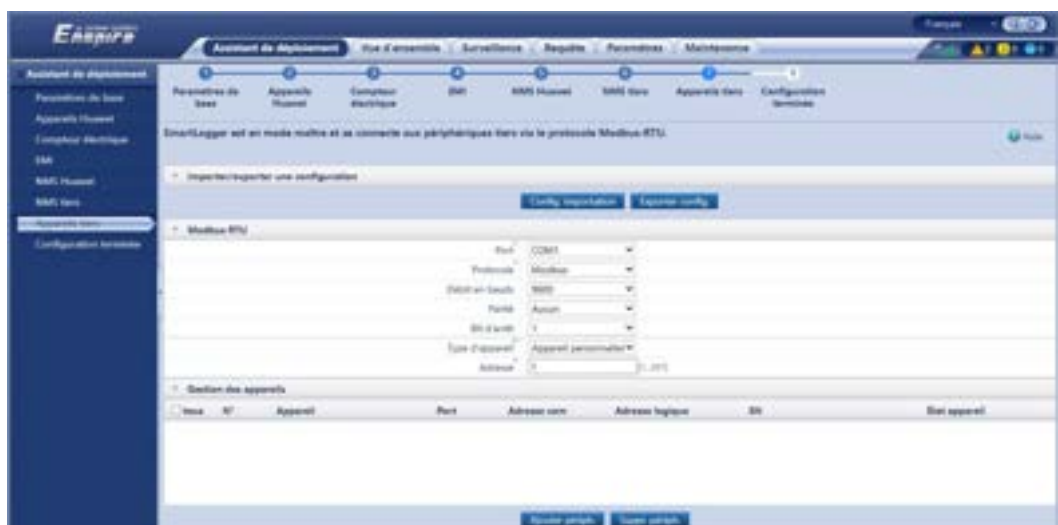 Enspire
Français
Assistant de déploiement Vue d'ensemble Surveillance Requête Paramètres Maintenance
Assistant de déploiement
Paramètres de base
Appareils Huawei
Compteur électrique
EMI
NMS Huawei
NMS tiers
Appareils tiers
Configuration terminée
Paramètres de base Appareils Huawei Compteur électrique EMI NMS Huawei NMS tiers Appareils tiers Configuration terminée
SmartLogger est en mode maître et se connecte aux périphériques tiers via le protocole Modbus-RTU.
Aide
Importer/exporter une configuration
Config. importation Exporter config.
Modbus RTU
Port COM1
Protocole Modbus
Débit en bauds 9600
Parité Aucun
Bit d'arrêt 1
Type d'appareil Appareil personnalisé
Adresse 1
Gestion des appareils
Tous N° Appareil Port Adresse com Adresse logique SN État appareil
Ajouter périph. Suppr. périph.